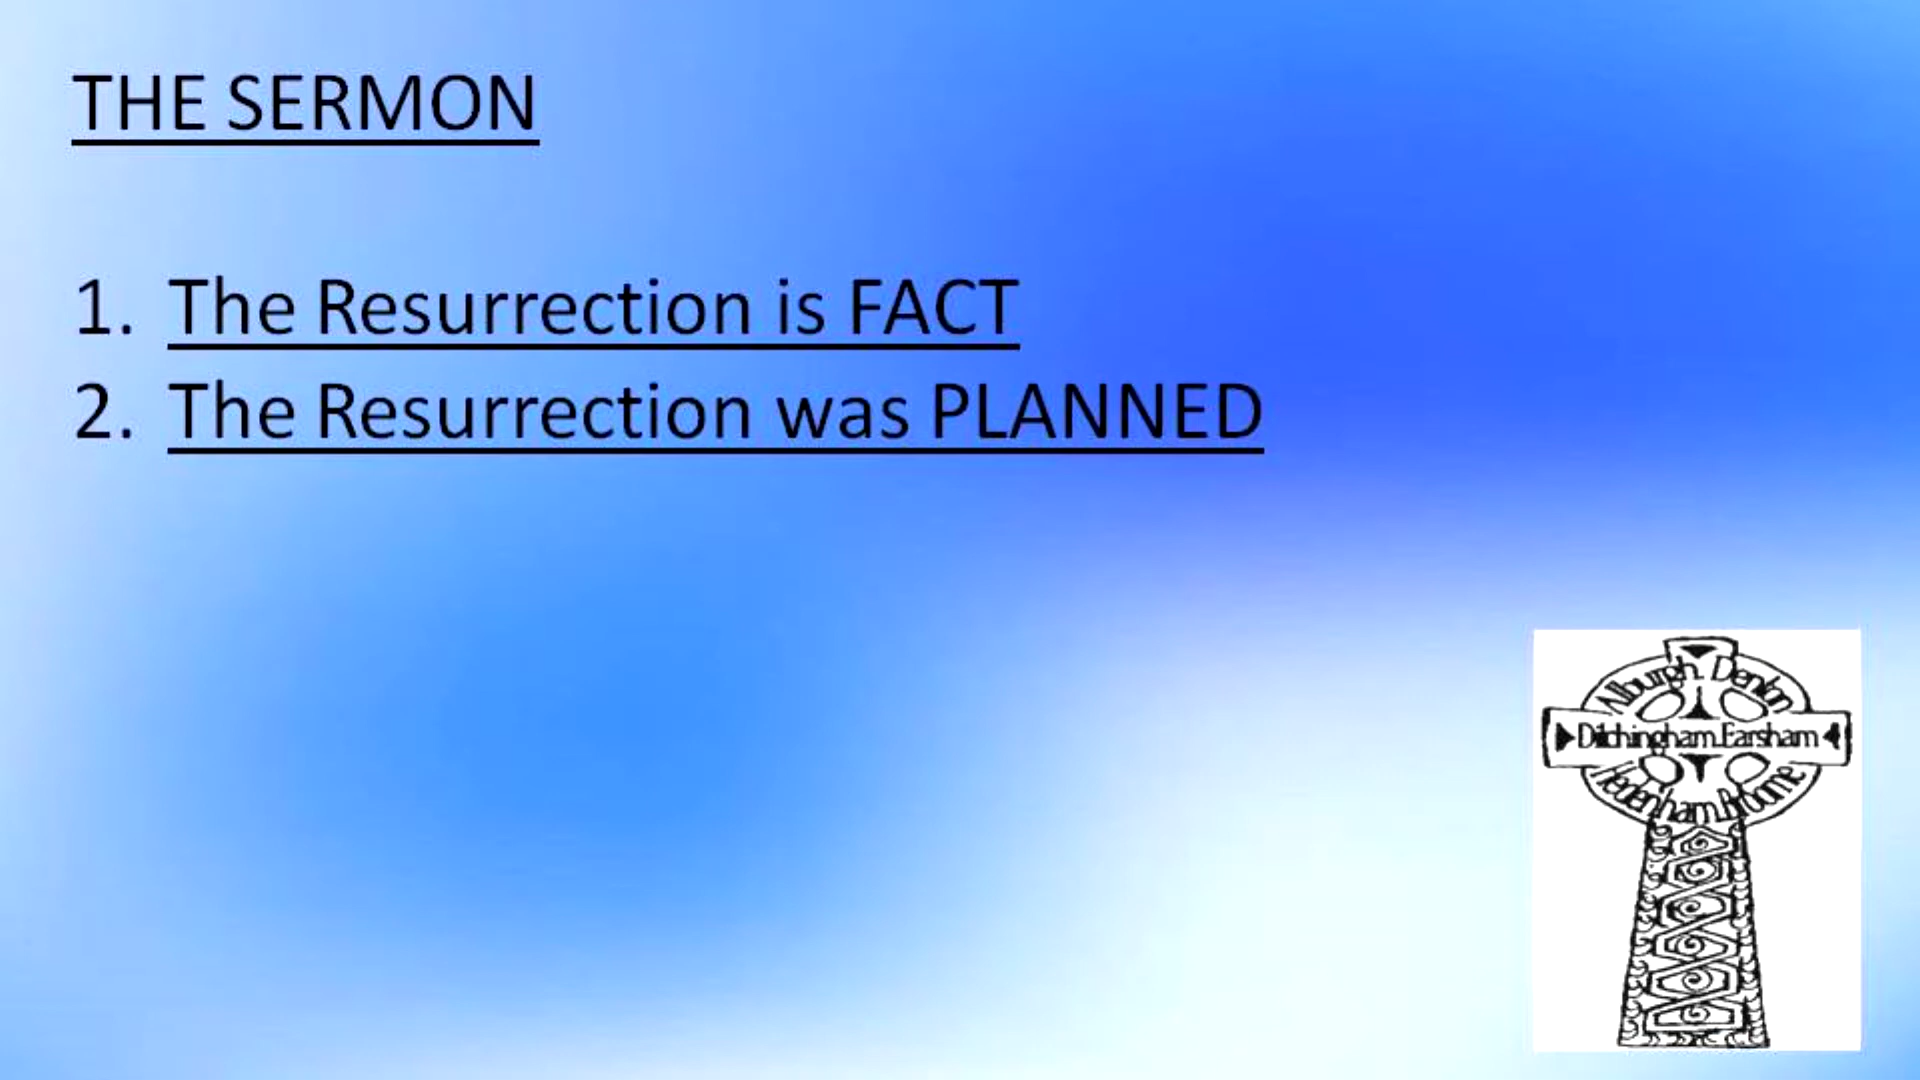 THE SERMON
1. The Resurrection is FACT
2. The Resurrection was PLANNED
Alburgh. Denton
Ditchingham. Earsham
Hedenham. Broome